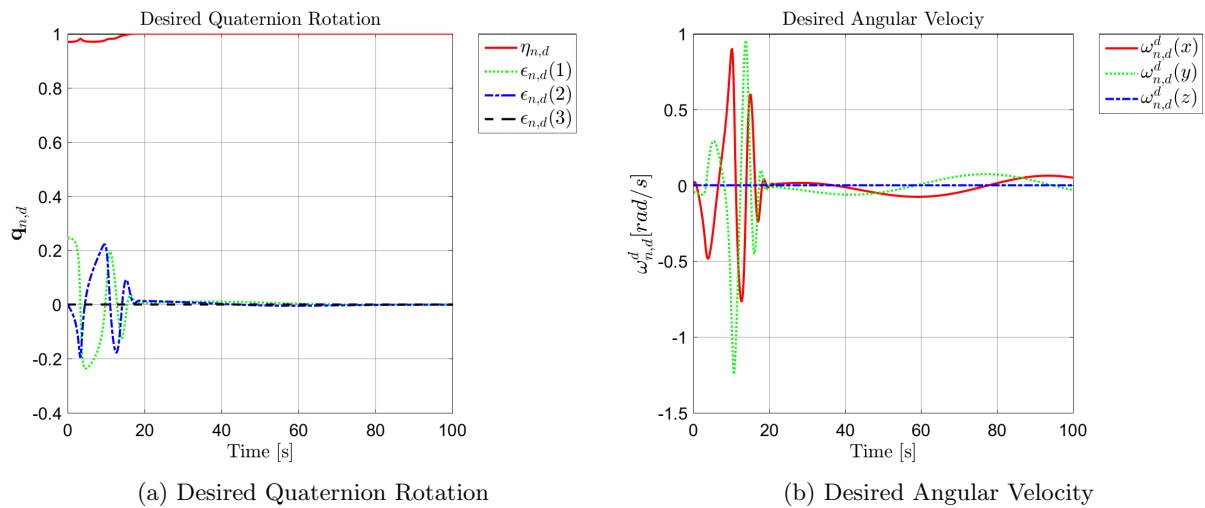 Desired Quaternion Rotation
1
0.8
0.6
0.4
0.2
0
-0.2
-0.4
0 20 40 60 80 100
Time [s]
q_{n,d}
η_{n,d}
ϵ_{n,d}(1)
ϵ_{n,d}(2)
ϵ_{n,d}(3)
(a) Desired Quaternion Rotation
Desired Angular Velociy
1
0.5
0
-0.5
-1
-1.5
0 20 40 60 80 100
Time [s]
ω^d_{n,d}[rad/s]
ω^d_{n,d}(x)
ω^d_{n,d}(y)
ω^d_{n,d}(z)
(b) Desired Angular Velocity